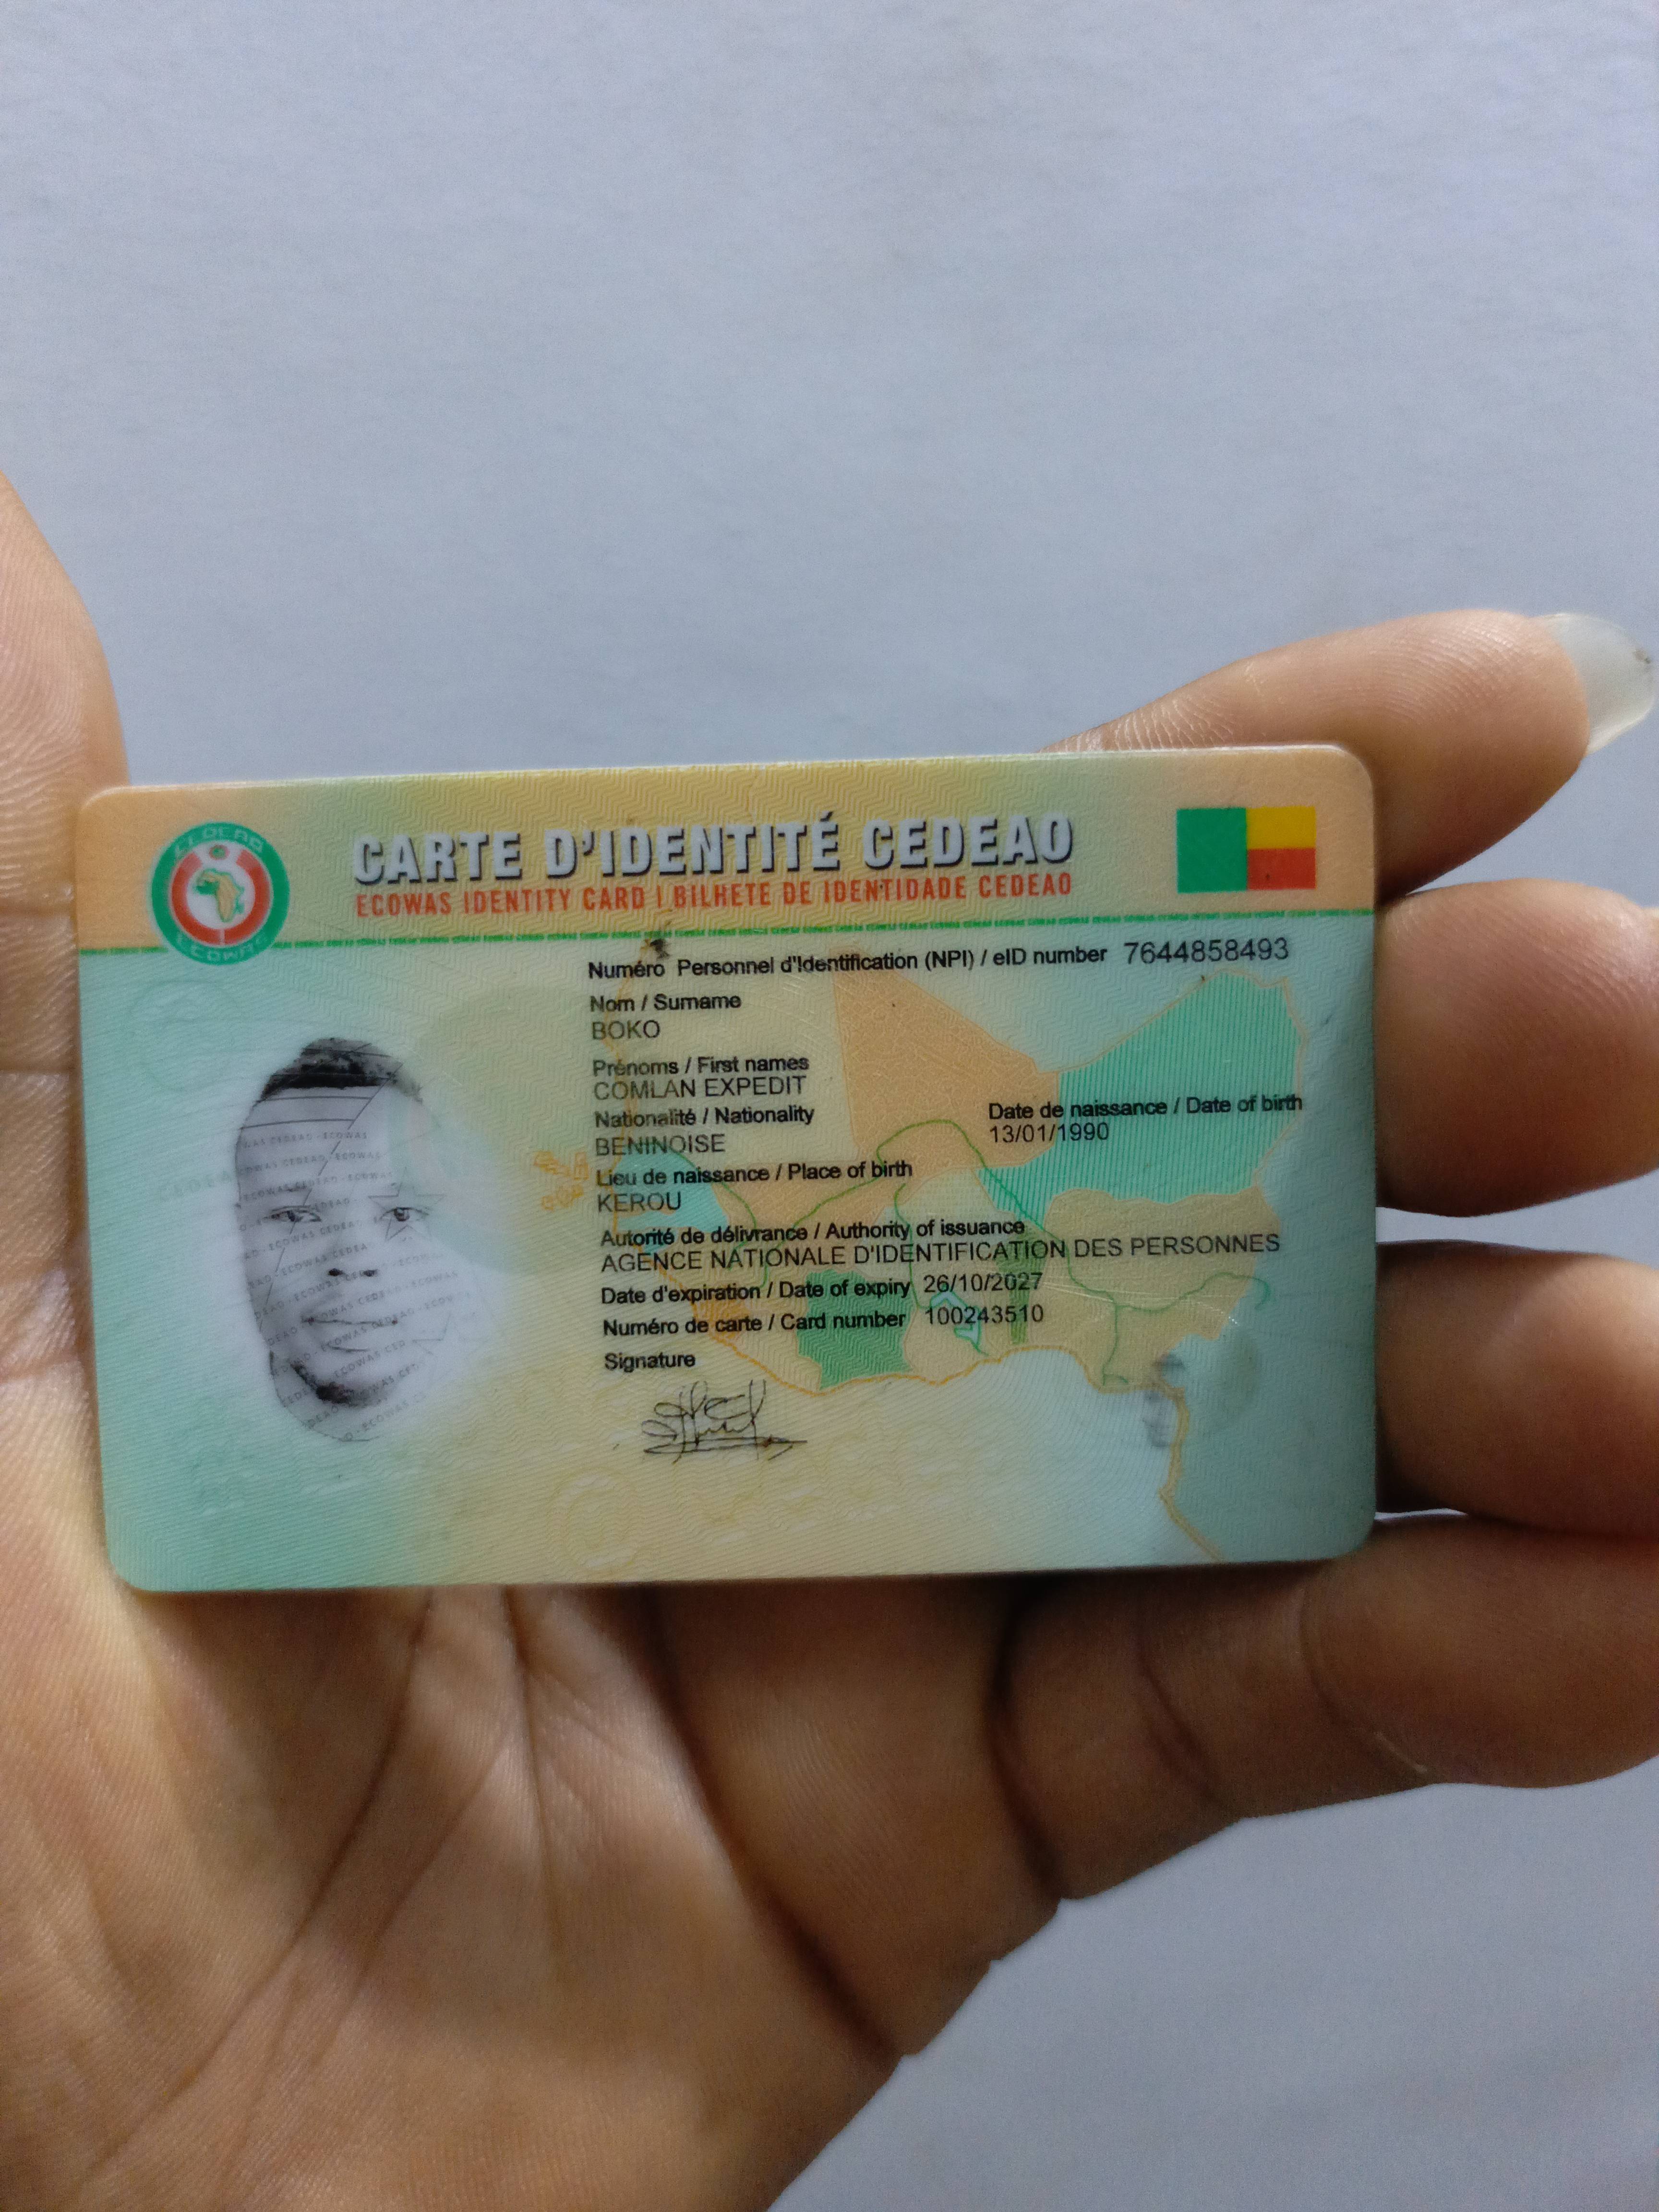 CEDEAO
ECOWAS
CARTE D'IDENTITÉ CEDEAO
ECOWAS IDENTITY CARD | BILHETE DE IDENTIDADE CEDEAO
Numéro Personnel d'Identification (NPI) / eID number 7644858493
Nom / Surname
BOKO
Prénoms / First names
COMLAN EXPEDIT
Nationalité / Nationality
BENINOISE
Date de naissance / Date of birth
13/01/1990
Lieu de naissance / Place of birth
KEROU
Autorité de délivrance / Authority of issuance
AGENCE NATIONALE D'IDENTIFICATION DES PERSONNES
Date d'expiration / Date of expiry 26/10/2027
Numéro de carte / Card number 100243510
Signature